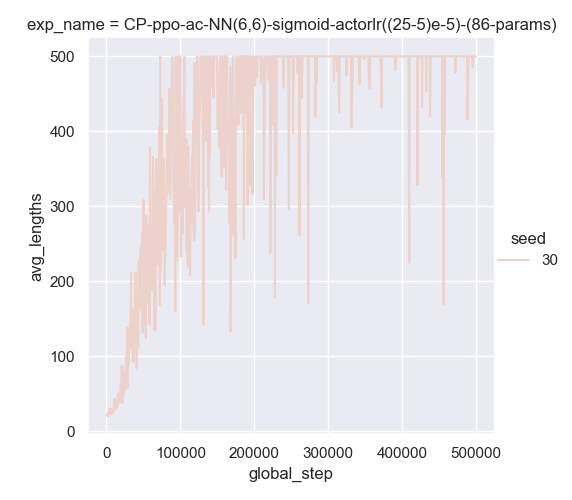 exp_name = CP-ppo-ac-NN(6,6)-sigmoid-actorlr((25-5)e-5)-(86-params)
500
400
300
200
100
0
avg_lengths
0 100000 200000 300000 400000 500000
global_step
seed
30